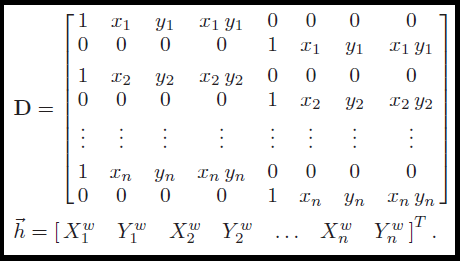 1 x₁ y₁ x₁ y₁ 0 0 0 0
0 0 0 0 1 x₁ y₁ x₁ y₁
1 x₂ y₂ x₂ y₂ 0 0 0 0
D = 0 0 0 0 1 x₂ y₂ x₂ y₂
⋮ ⋮ ⋮ ⋮ ⋮ ⋮ ⋮ ⋮
1 xₙ yₙ xₙ yₙ 0 0 0 0
0 0 0 0 1 xₙ yₙ xₙ yₙ
h⃗ = [ X₁ʷ Y₁ʷ X₂ʷ Y₂ʷ … Xₙʷ Yₙʷ ]ᵀ .